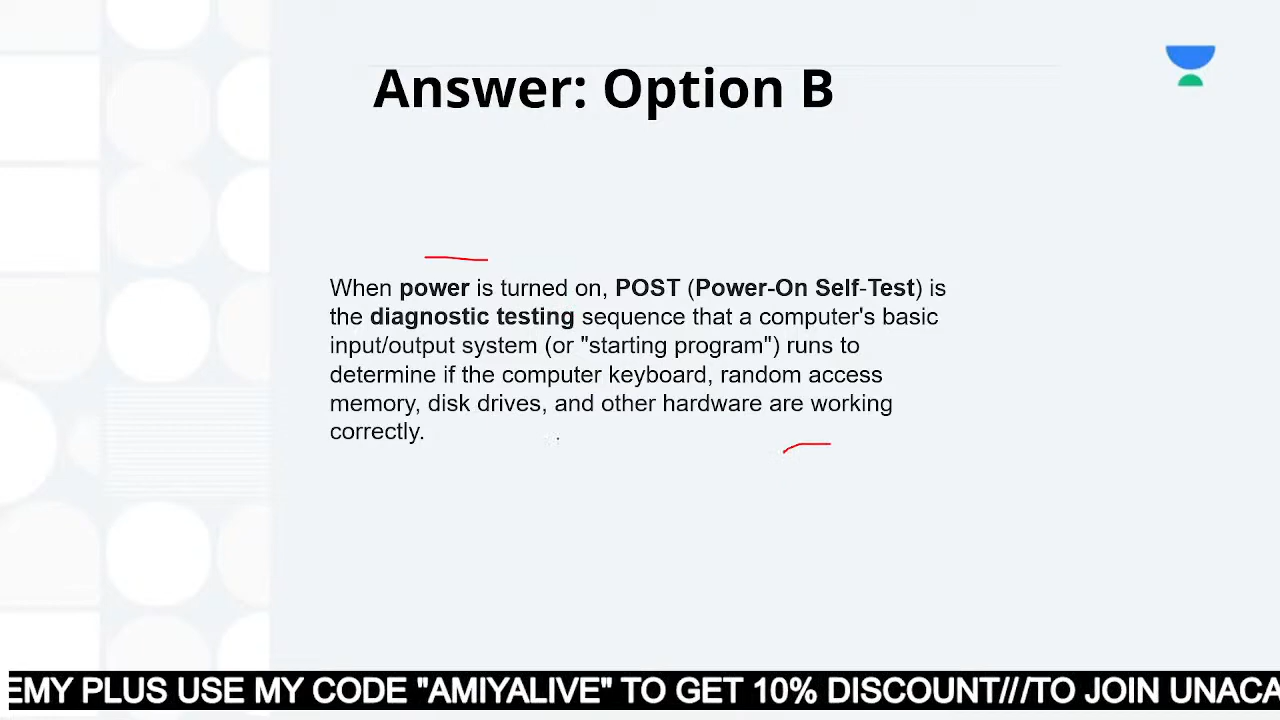 Answer: Option B
When power is turned on, POST (Power-On Self-Test) is
the diagnostic testing sequence that a computer's basic
input/output system (or "starting program") runs to
determine if the computer keyboard, random access
memory, disk drives, and other hardware are working
correctly.
EMY PLUS USE MY CODE "AMIYALIVE" TO GET 10% DISCOUNT///TO JOIN UNACA